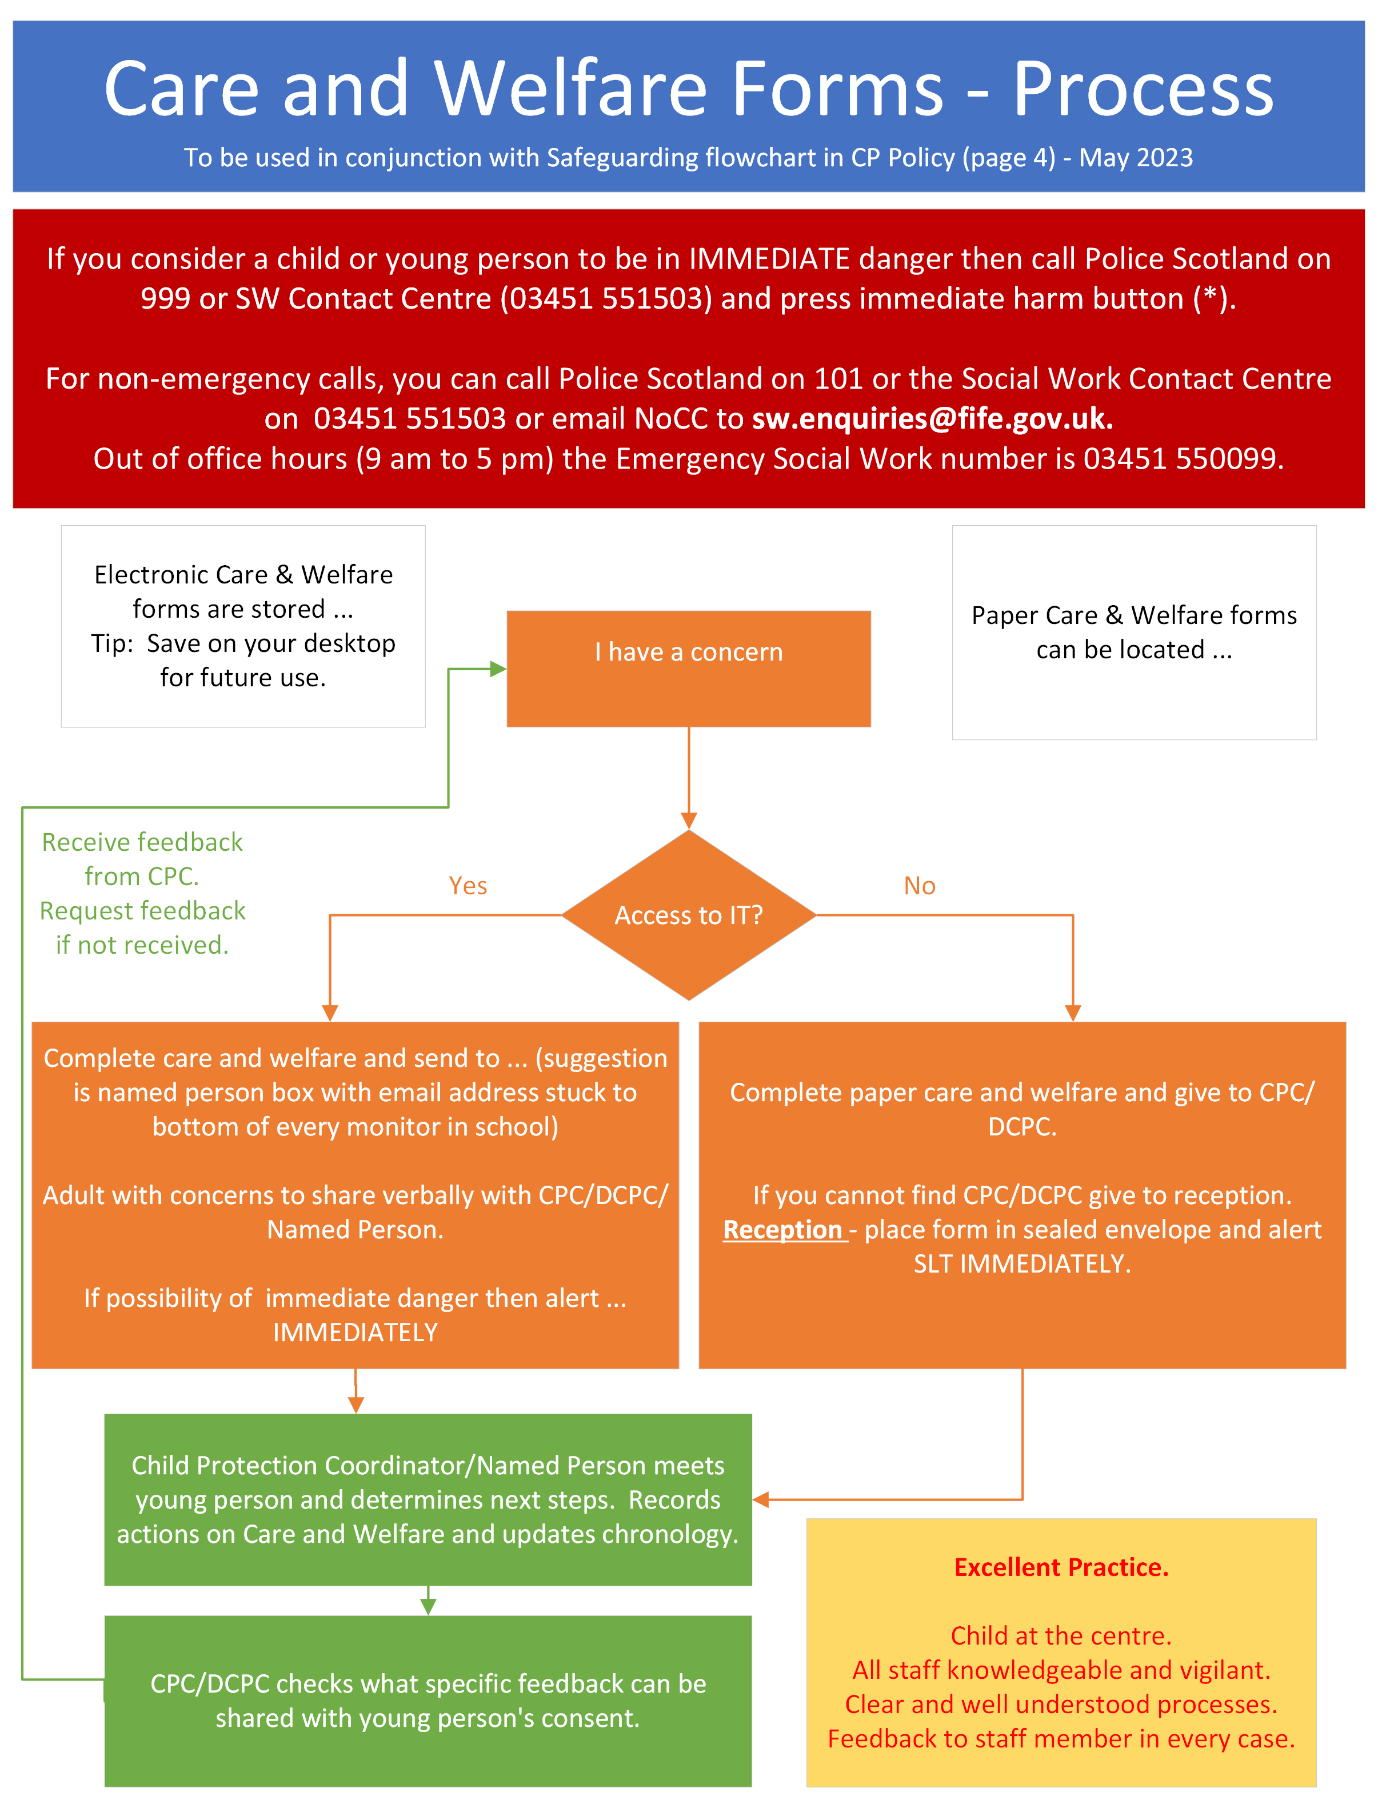 Care and Welfare Forms - Process
To be used in conjunction with Safeguarding flowchart in CP Policy (page 4) - May 2023
If you consider a child or young person to be in IMMEDIATE danger then call Police Scotland on
999 or SW Contact Centre (03451 551503) and press immediate harm button (*).
For non-emergency calls, you can call Police Scotland on 101 or the Social Work Contact Centre
on  03451 551503 or email NoCC to sw.enquiries@fife.gov.uk.
Out of office hours (9 am to 5 pm) the Emergency Social Work number is 03451 550099.
Electronic Care & Welfare
forms are stored ...
Tip:  Save on your desktop
for future use.
I have a concern
Paper Care & Welfare forms
can be located ...
Receive feedback
from CPC.
Request feedback
if not received.
Yes
Access to IT?
No
Complete care and welfare and send to ... (suggestion
is named person box with email address stuck to
bottom of every monitor in school)
Adult with concerns to share verbally with CPC/DCPC/
Named Person.
If possibility of  immediate danger then alert ...
IMMEDIATELY
Complete paper care and welfare and give to CPC/
DCPC.
If you cannot find CPC/DCPC give to reception.
Reception - place form in sealed envelope and alert
SLT IMMEDIATELY.
Child Protection Coordinator/Named Person meets
young person and determines next steps.  Records
actions on Care and Welfare and updates chronology.
CPC/DCPC checks what specific feedback can be
shared with young person's consent.
Excellent Practice.
Child at the centre.
All staff knowledgeable and vigilant.
Clear and well understood processes.
Feedback to staff member in every case.